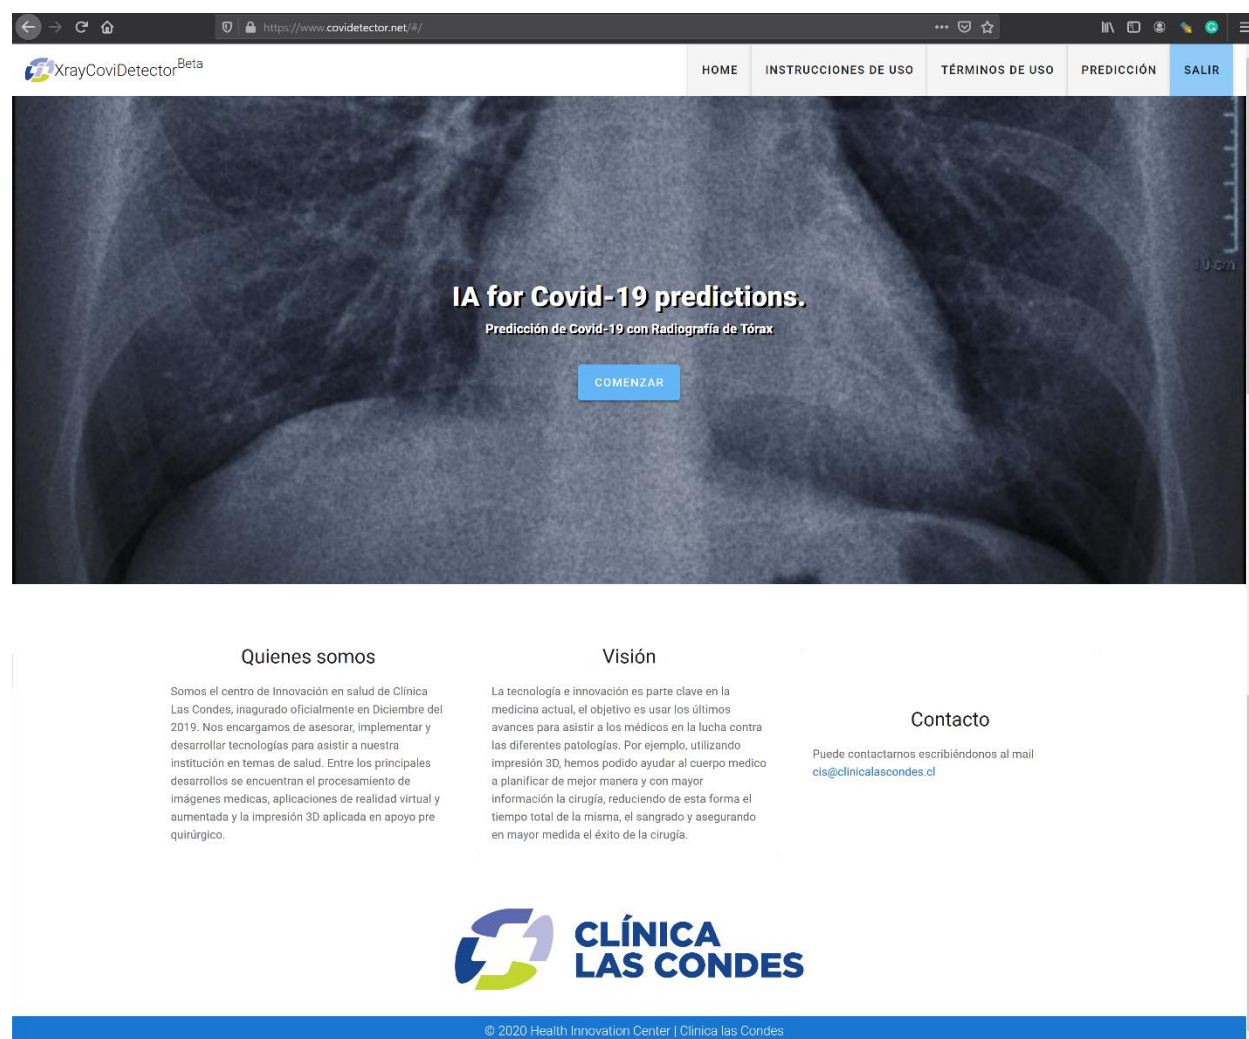 https://www.covidetector.net/#/
XrayCoviDetector Beta
HOME
INSTRUCCIONES DE USO
TÉRMINOS DE USO
PREDICCIÓN
SALIR
10 cm
IA for Covid-19 predictions.
Predicción de Covid-19 con Radiografía de Tórax
COMENZAR
Quienes somos
Somos el centro de Innovación en salud de Clínica
Las Condes, inagurado oficialmente en Diciembre del
2019. Nos encargamos de asesorar, implementar y
desarrollar tecnologías para asistir a nuestra
institución en temas de salud. Entre los principales
desarrollos se encuentran el procesamiento de
imágenes medicas, aplicaciones de realidad virtual y
aumentada y la impresión 3D aplicada en apoyo pre
quirúrgico.
Visión
La tecnología e innovación es parte clave en la
medicina actual, el objetivo es usar los últimos
avances para asistir a los médicos en la lucha contra
las diferentes patologías. Por ejemplo, utilizando
impresión 3D, hemos podido ayudar al cuerpo medico
a planificar de mejor manera y con mayor
información la cirugía, reduciendo de esta forma el
tiempo total de la misma, el sangrado y asegurando
en mayor medida el éxito de la cirugía.
Contacto
Puede contactarnos escribiéndonos al mail
cis@clinicalascondes.cl
CLÍNICA
LAS CONDES
© 2020 Health Innovation Center | Clinica las Condes